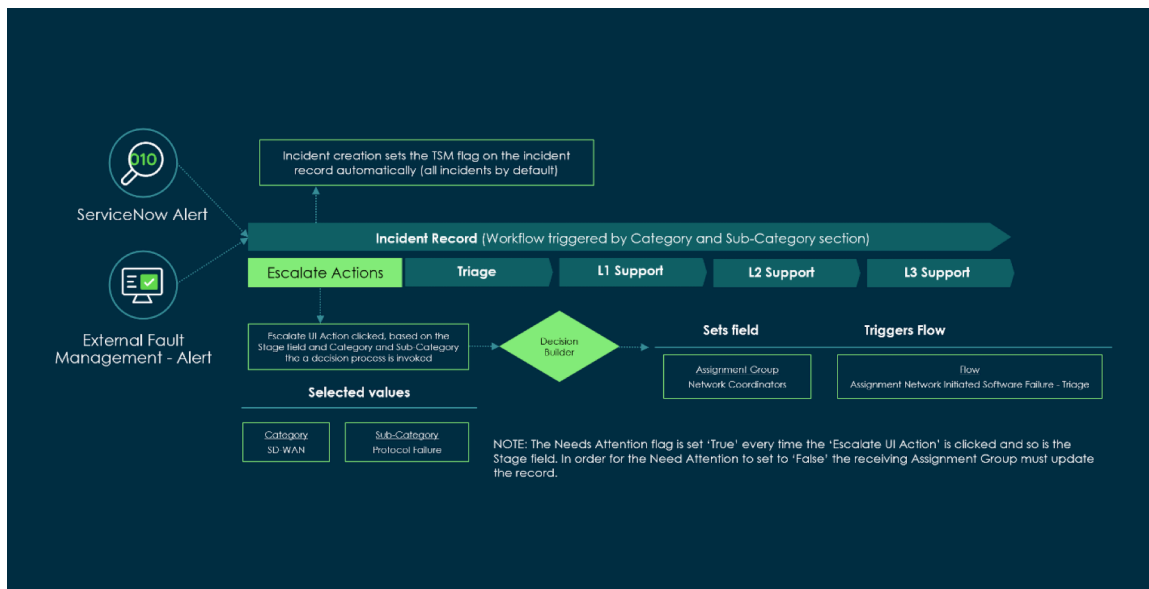 010
ServiceNow Alert
External Fault
Management - Alert
Incident creation sets the TSM flag on the incident
record automatically (all incidents by default)
Incident Record (Workflow triggered by Category and Sub-Category section)
Escalate Actions
Triage
L1 Support
L2 Support
L3 Support
Escalate UI Action clicked, based on the
Stage field and Category and Sub-Category
the a decision process is invoked
Decision
Builder
Sets field
Triggers Flow
Assignment Group
Network Coordinators
Flow
Assignment Network Initiated Software Failure - Triage
Selected values
Category
SD-WAN
Sub-Category
Protocol Failure
NOTE: The Needs Attention flag is set ‘True’ every time the ‘Escalate UI Action’ is clicked and so is the
Stage field. In order for the Need Attention to set to ‘False’ the receiving Assignment Group must update
the record.